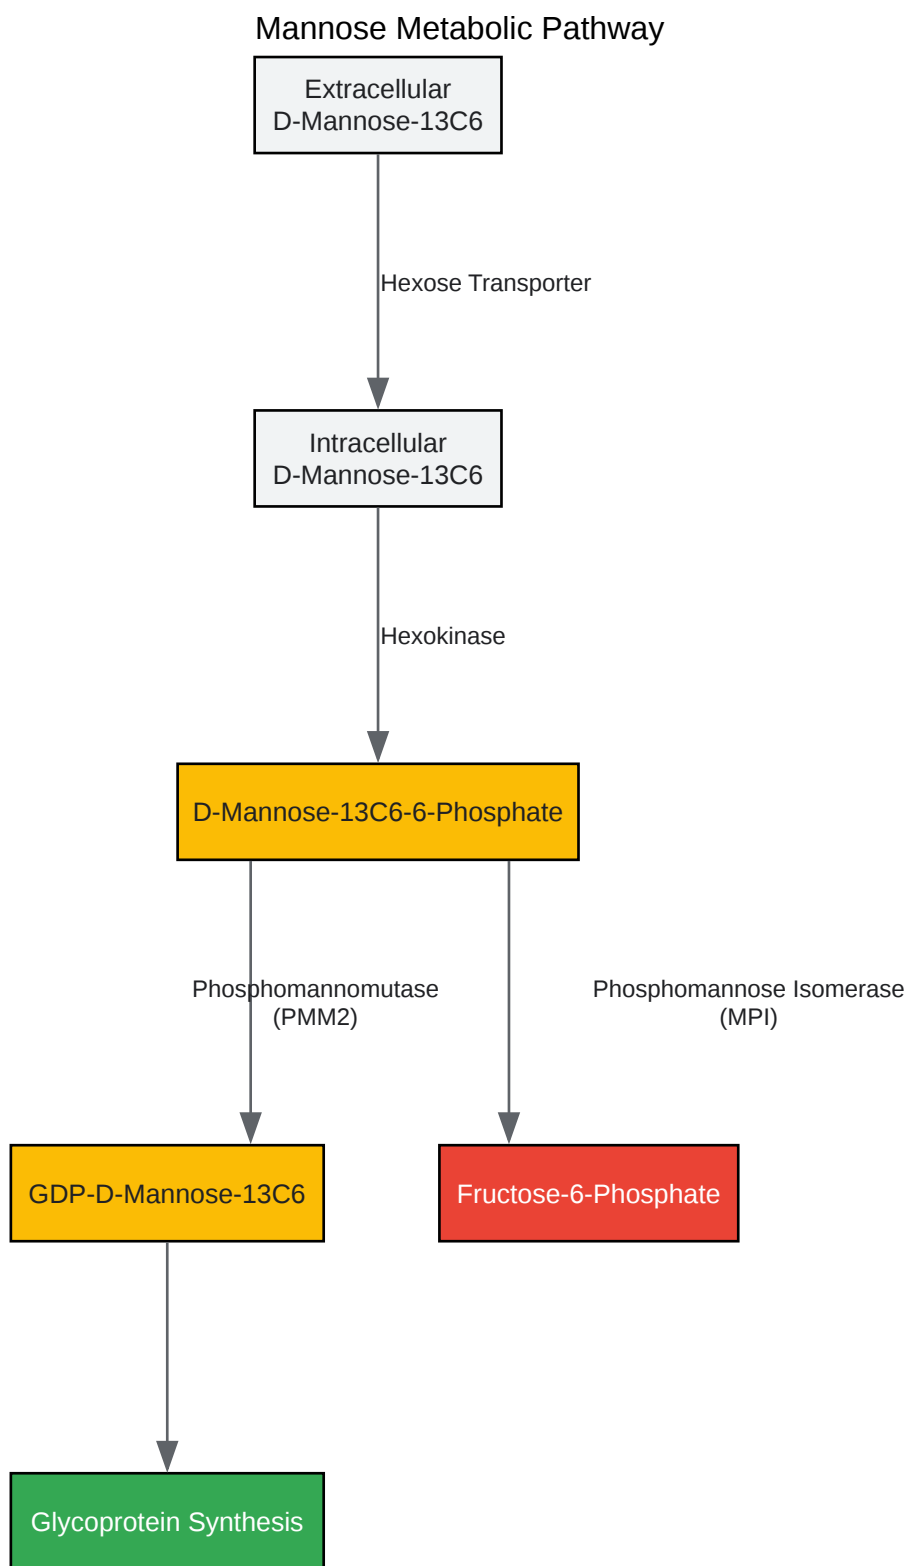 Mannose Metabolic Pathway
Extracellular
D-Mannose-13C6
Hexose Transporter
Intracellular
D-Mannose-13C6
Hexokinase
D-Mannose-13C6-6-Phosphate
Phosphomannomutase
(PMM2)
Phosphomannose Isomerase
(MPI)
GDP-D-Mannose-13C6
Fructose-6-Phosphate
Glycoprotein Synthesis